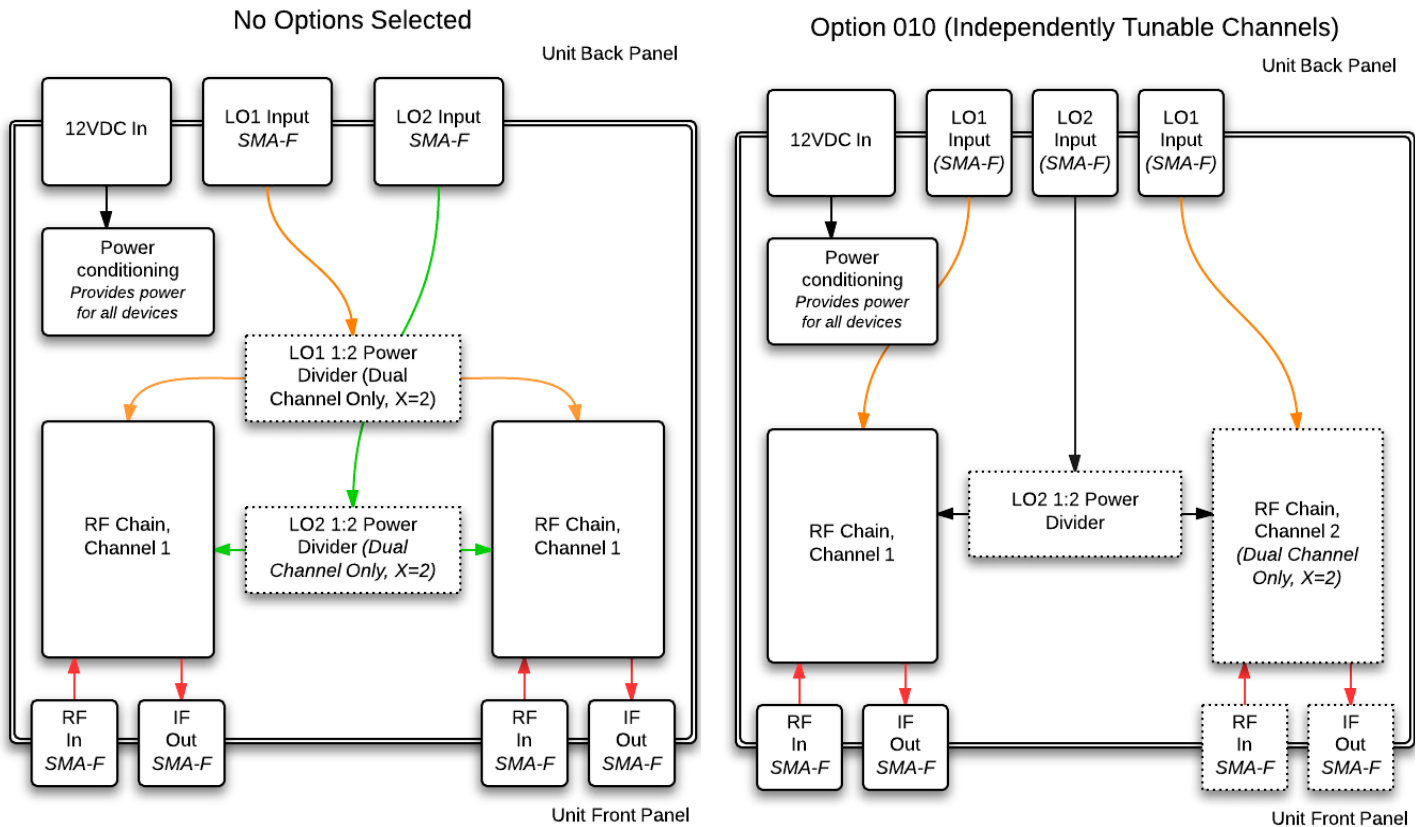 No Options Selected
Unit Back Panel
12VDC In
LO1 Input
SMA-F
LO2 Input
SMA-F
Power
conditioning
Provides power
for all devices
LO1 1:2 Power
Divider (Dual
Channel Only, X=2)
RF Chain,
Channel 1
LO2 1:2 Power
Divider (Dual
Channel Only, X=2)
RF Chain,
Channel 1
RF
In
SMA-F
IF
Out
SMA-F
RF
In
SMA-F
IF
Out
SMA-F
Unit Front Panel
Option 010 (Independently Tunable Channels)
Unit Back Panel
12VDC In
LO1
Input
(SMA-F)
LO2
Input
(SMA-F)
LO1
Input
(SMA-F)
Power
conditioning
Provides power
for all devices
RF Chain,
Channel 1
LO2 1:2 Power
Divider
RF Chain,
Channel 2
(Dual Channel
Only, X=2)
RF
In
SMA-F
IF
Out
SMA-F
RF
In
SMA-F
IF
Out
SMA-F
Unit Front Panel